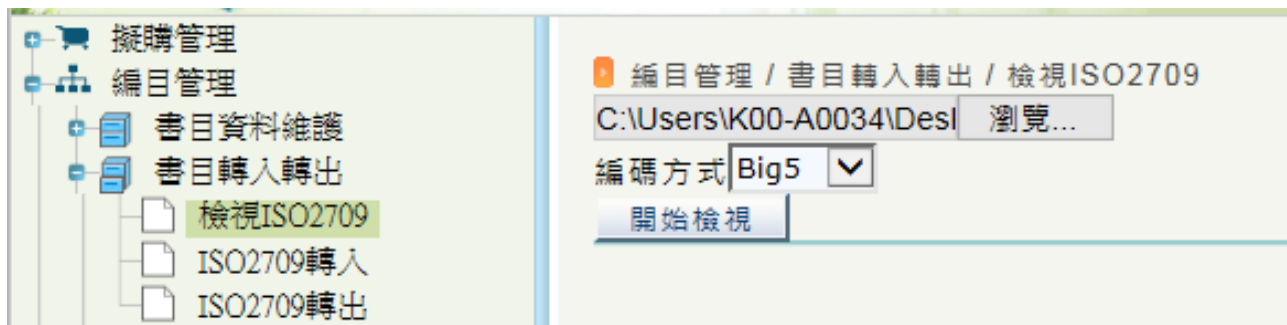 擬購管理
編目管理
書目資料維護
書目轉入轉出
檢視ISO2709
ISO2709轉入
ISO2709轉出
編目管理 / 書目轉入轉出 / 檢視ISO2709
C:\Users\K00-A0034\Desl 瀏覽...
編碼方式 Big5
開始檢視